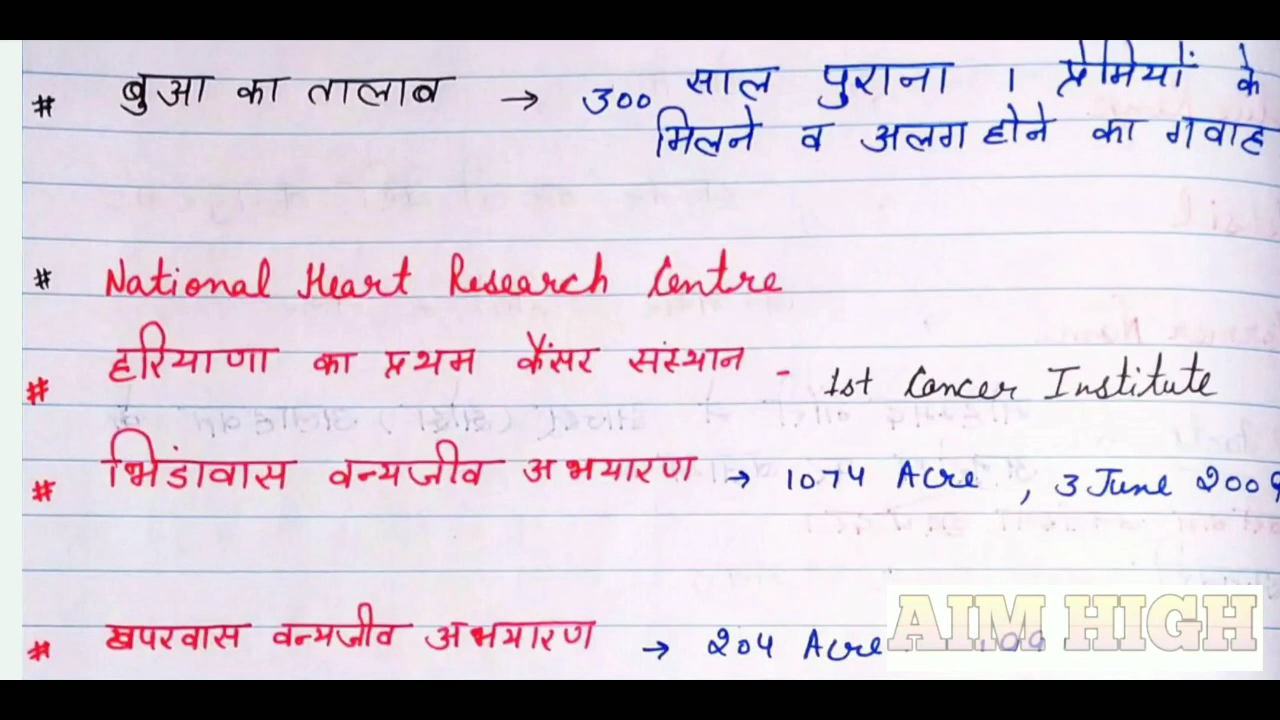 # बुआ का तालाब → 300 साल पुराना । प्रेमियों के
मिलने व अलग होने का गवाह
# National Heart Research Centre
# हरियाणा का प्रथम कैंसर संस्थान - 1st Cancer Institute
# भिंडावास वन्यजीव अभयारण → 1074 Acre , 3 June 2009
# खपरवास वन्यजीव अभयारण → 204 Acre
AIM HIGH